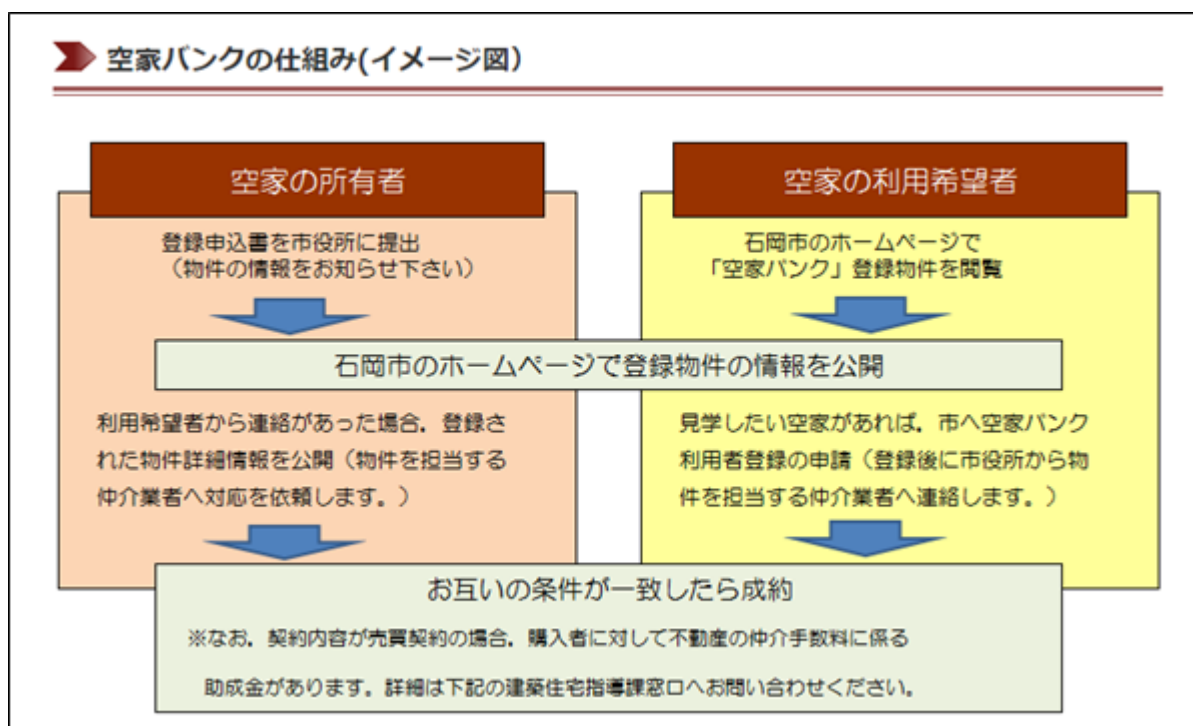 空家バンクの仕組み(イメージ図）
空家の所有者
登録申込書を市役所に提出
（物件の情報をお知らせ下さい）
空家の利用希望者
石岡市のホームページで
「空家バンク」登録物件を閲覧
石岡市のホームページで登録物件の情報を公開
利用希望者から連絡があった場合，登録さ
れた物件詳細情報を公開（物件を担当する
仲介業者へ対応を依頼します。）
見学したい空家があれば，市へ空家バンク
利用者登録の申請（登録後に市役所から物
件を担当する仲介業者へ連絡します。）
お互いの条件が一致したら成約
※なお，契約内容が売買契約の場合，購入者に対して不動産の仲介手数料に係る
助成金があります。詳細は下記の建築住宅指導課窓口へお問い合わせください。